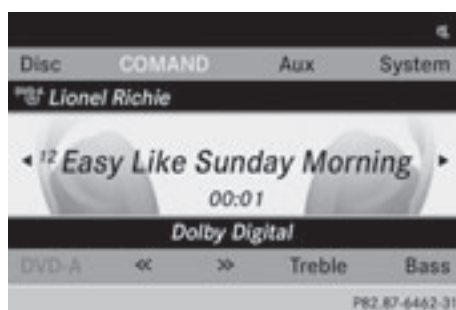 Disc COMAND Aux System
Lionel Richie
12 Easy Like Sunday Morning
00:01
Dolby Digital
DVD-A << >> Treble Bass
P82.87-6462-31